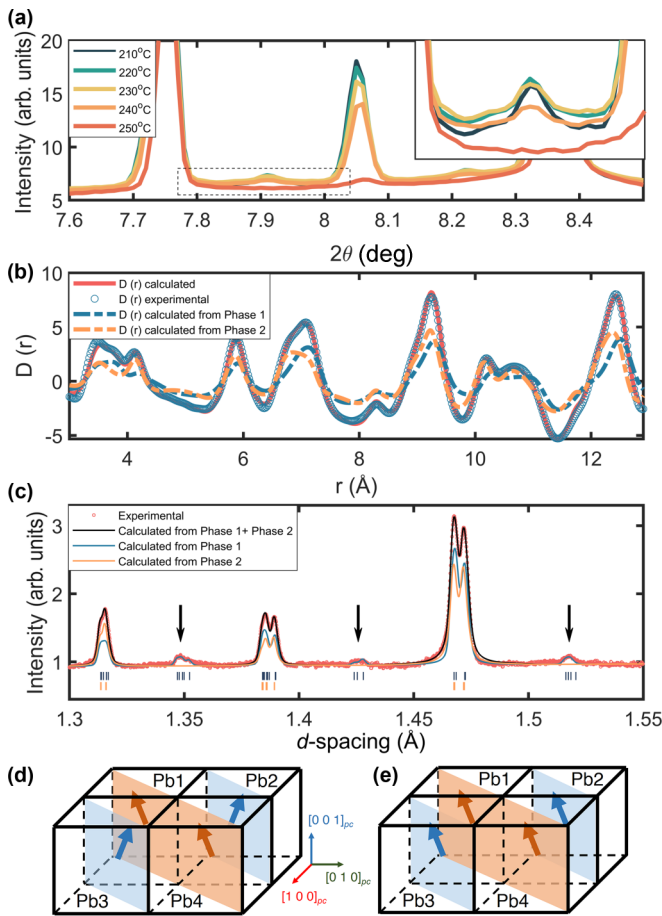 (a)
Intensity (arb. units)
20
15
10
5
210°C
220°C
230°C
240°C
250°C
7.6 7.7 7.8 7.9 8 8.1 8.2 8.3 8.4
2θ (deg)
(b)
D (r)
10
5
0
-5
D (r) calculated
D (r) experimental
D (r) calculated from Phase 1
D (r) calculated from Phase 2
4 6 8 10 12
r (Å)
(c)
Intensity (arb. units)
3
2
1
Experimental
Calculated from Phase 1+ Phase 2
Calculated from Phase 1
Calculated from Phase 2
1.3 1.35 1.4 1.45 1.5 1.55
d-spacing (Å)
(d)
Pb1 Pb2
Pb3 Pb4
[0 0 1]pc
[0 1 0]pc
[1 0 0]pc
(e)
Pb1 Pb2
Pb3 Pb4